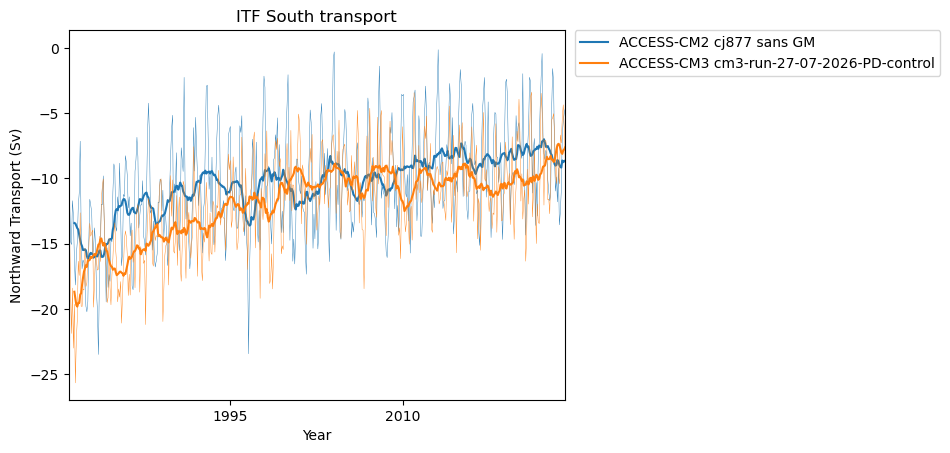 ITF South transport
ACCESS-CM2 cj877 sans GM
ACCESS-CM3 cm3-run-27-07-2026-PD-control
Northward Transport (Sv)
0
−5
−10
−15
−20
−25
1995
2010
Year